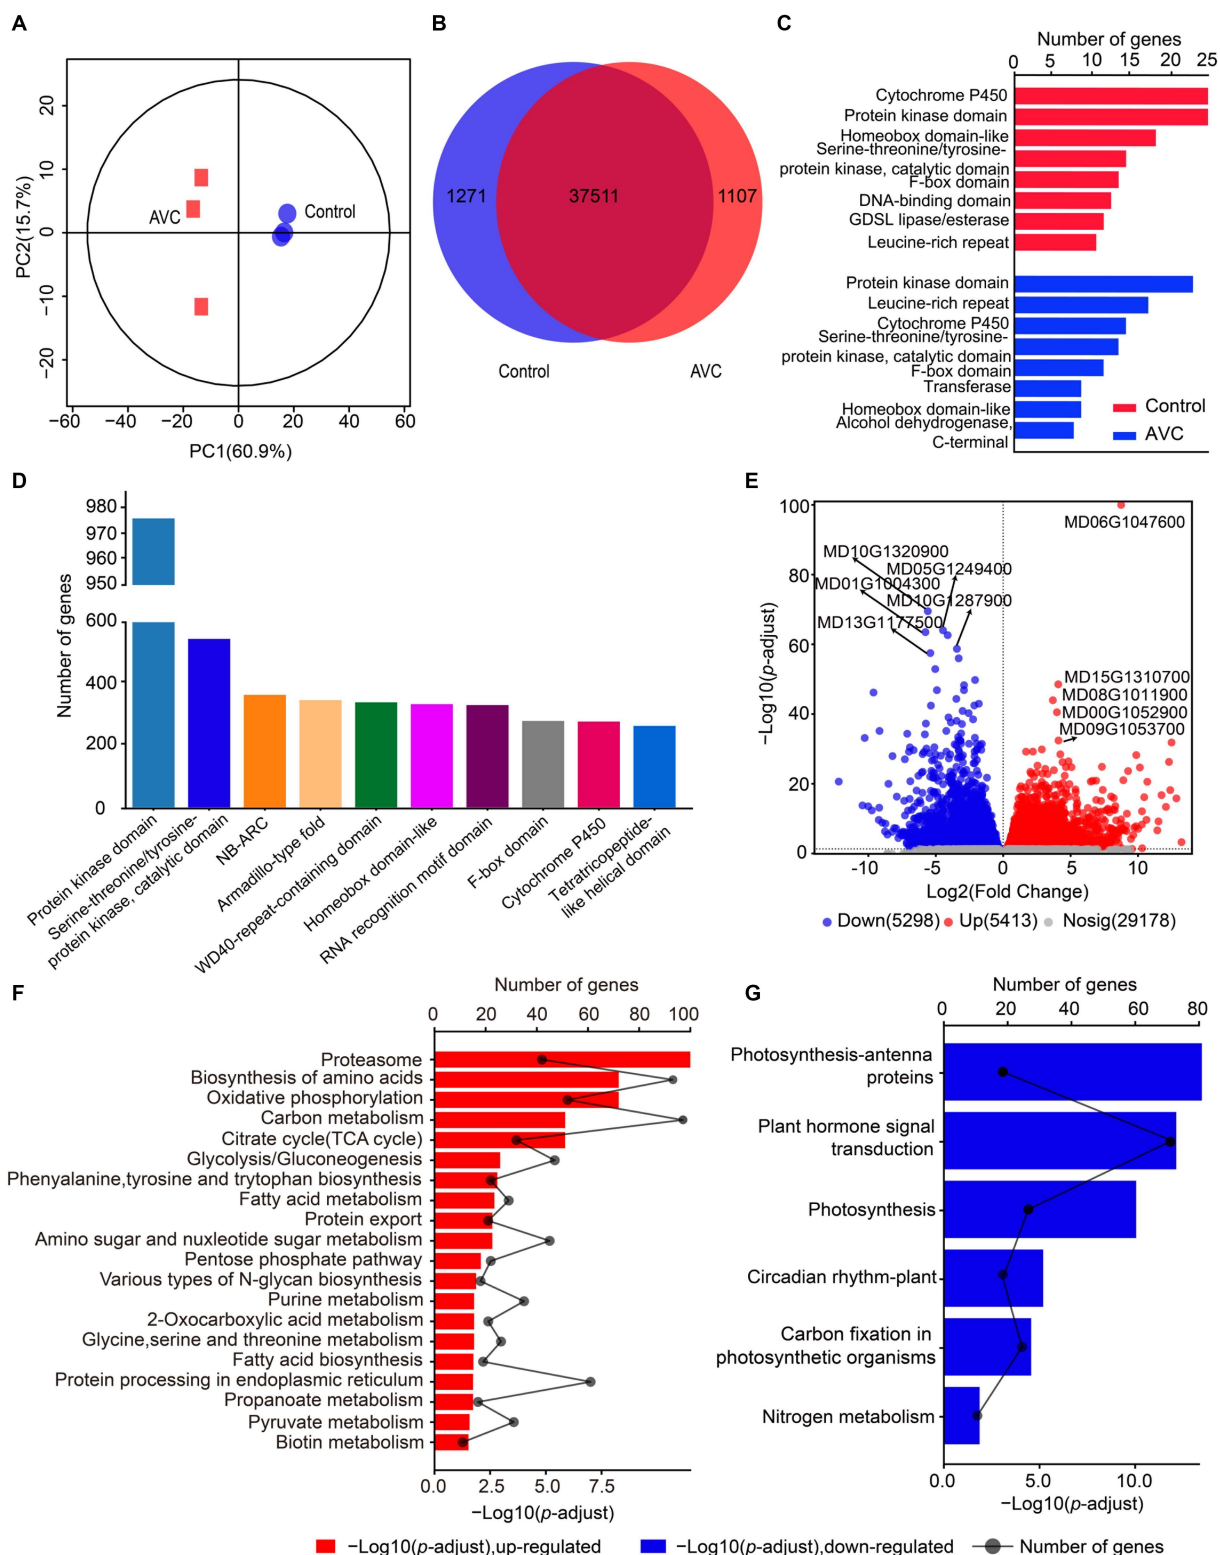 A
20
10
0
−10
−20
PC2(15.7%)
AVC
Control
−60
−40
−20
0
20
40
60
PC1(60.9%)
B
1271
37511
1107
Control
AVC
C
Number of genes
0 5 10 15 20 25
Cytochrome P450
Protein kinase domain
Homeobox domain-like
Serine-threonine/tyrosine-
protein kinase, catalytic domain
F-box domain
DNA-binding domain
GDSL lipase/esterase
Leucine-rich repeat
Protein kinase domain
Leucine-rich repeat
Cytochrome P450
Serine-threonine/tyrosine-
protein kinase, catalytic domain
F-box domain
Transferase
Homeobox domain-like
Alcohol dehydrogenase,
C-terminal
Control
AVC
D
Number of genes
980
970
960
950
600
400
200
0
Protein kinase domain
Serine-threonine/tyrosine-
protein kinase, catalytic domain
NB-ARC
Armadillo-type fold
WD40-repeat-containing domain
Homeobox domain-like
RNA recognition motif domain
F-box domain
Cytochrome P450
Tetratricopeptide-
like helical domain
E
−Log10(p-adjust)
100
80
60
40
20
0
MD06G1047600
MD10G1320900
MD05G1249400
MD01G1004300
MD10G1287900
MD13G1177500
MD15G1310700
MD08G1011900
MD00G1052900
MD09G1053700
-10 -5 0 5 10
Log2(Fold Change)
Down(5298) Up(5413) Nosig(29178)
F
Number of genes
0 20 40 60 80 100
Proteasome
Biosynthesis of amino acids
Oxidative phosphorylation
Carbon metabolism
Citrate cycle(TCA cycle)
Glycolysis/Gluconeogenesis
Phenyalanine,tyrosine and trytophan biosynthesis
Fatty acid metabolism
Protein export
Amino sugar and nuxleotide sugar metabolism
Pentose phosphate pathway
Various types of N-glycan biosynthesis
Purine metabolism
2-Oxocarboxylic acid metabolism
Glycine,serine and threonine metabolism
Fatty acid biosynthesis
Protein processing in endoplasmic reticulum
Propanoate metabolism
Pyruvate metabolism
Biotin metabolism
0.0 2.5 5.0 7.5
−Log10(p-adjust)
G
Number of genes
0 20 40 60 80
Photosynthesis-antenna
proteins
Plant hormone signal
transduction
Photosynthesis
Circadian rhythm-plant
Carbon fixation in
photosynthetic organisms
Nitrogen metabolism
0.0 5.0 10.0
−Log10(p-adjust)
−Log10(p-adjust),up-regulated
−Log10(p-adjust),down-regulated
Number of genes